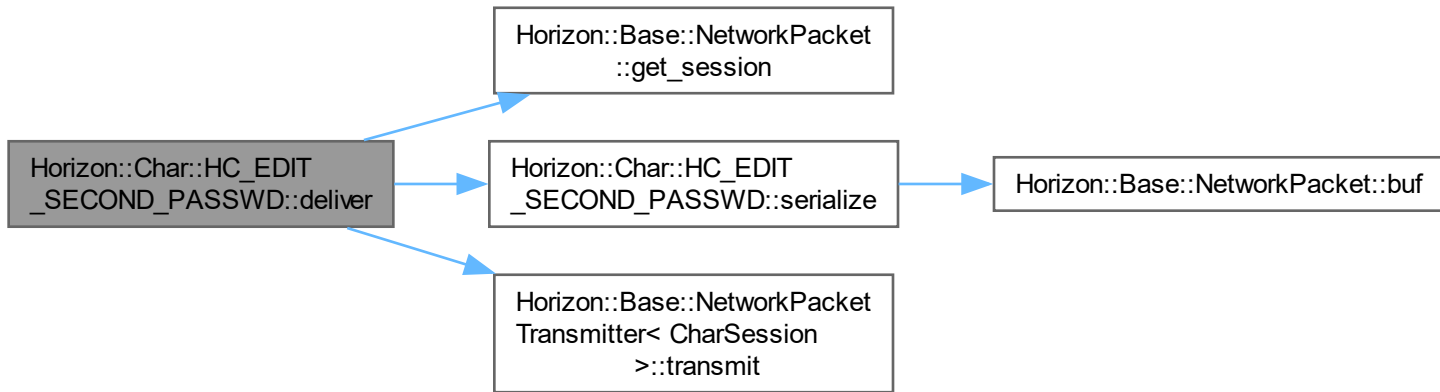 Horizon::Base::NetworkPacket
::get_session
Horizon::Char::HC_EDIT
_SECOND_PASSWD::deliver
Horizon::Char::HC_EDIT
_SECOND_PASSWD::serialize
Horizon::Base::NetworkPacket::buf
Horizon::Base::NetworkPacket
Transmitter< CharSession
>::transmit